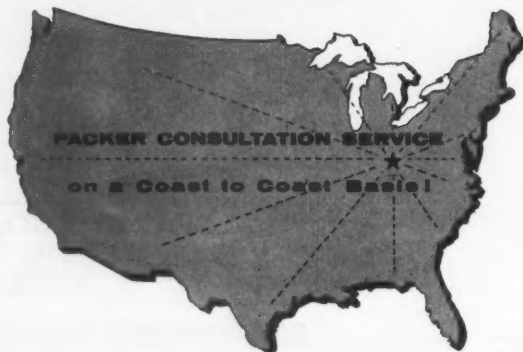 PACKER CONSULTATION SERVICE
on a Coast to Coast Basis!